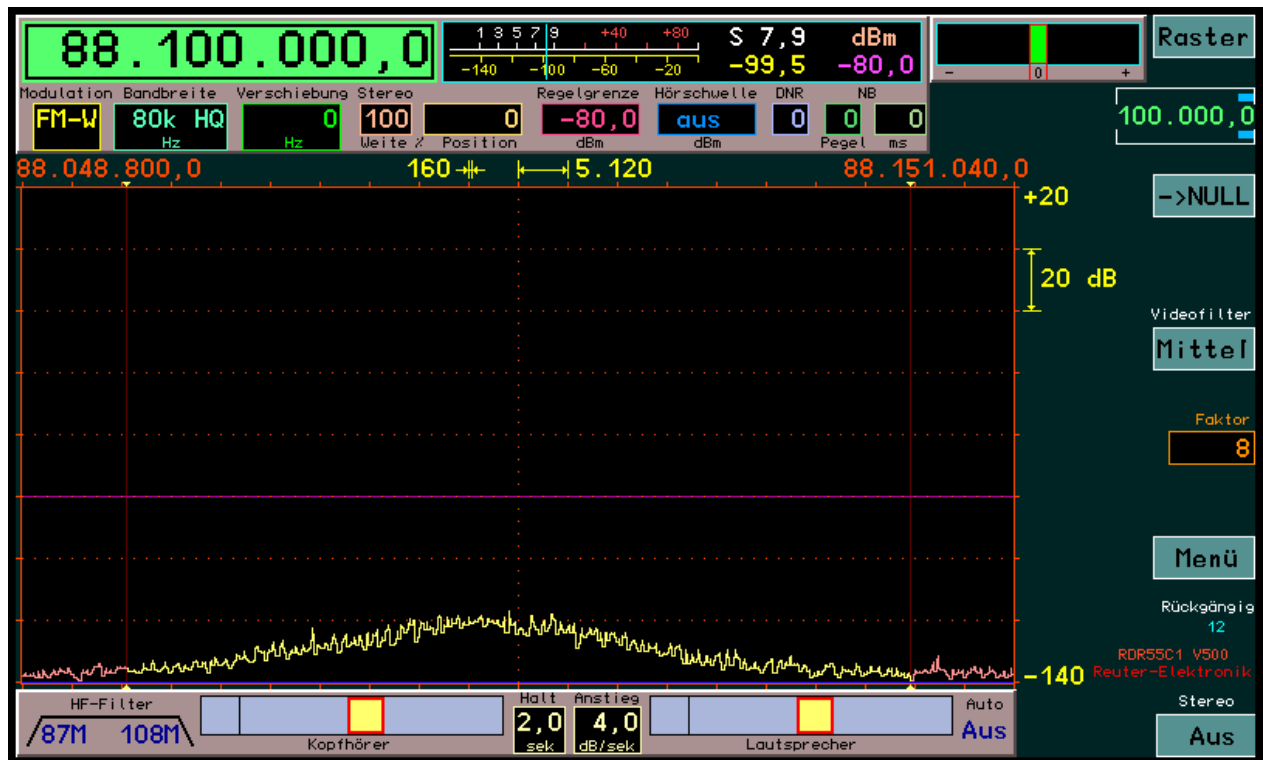 88.100.000,0
1 3 5 7 9 +40 +80
-140 -100 -60 -20
S 7,9 dBm
-99,5 -80,0
- 0 +
Raster
Modulation Bandbreite Verschiebung Stereo Regelgrenze Hörschwelle DNR NB
FM-W 80k HQ 0 100 0 -80,0 aus 0 0 0
Hz Hz Weite % Position dBm dBm Pegel ms
100.000,0
88.048.800,0 160 5.120 88.151.040,0
+20
->NULL
20 dB
Videofilter
Mittel
Faktor
8
Menü
Rückgängig
12
RDR55C1 V500
Reuter-Elektronik
-140
HF-Filter
87M 108M
Kopfhörer
Halt Anstieg
2,0 4,0
sek dB/sek
Lautsprecher
Auto
Aus
Stereo
Aus